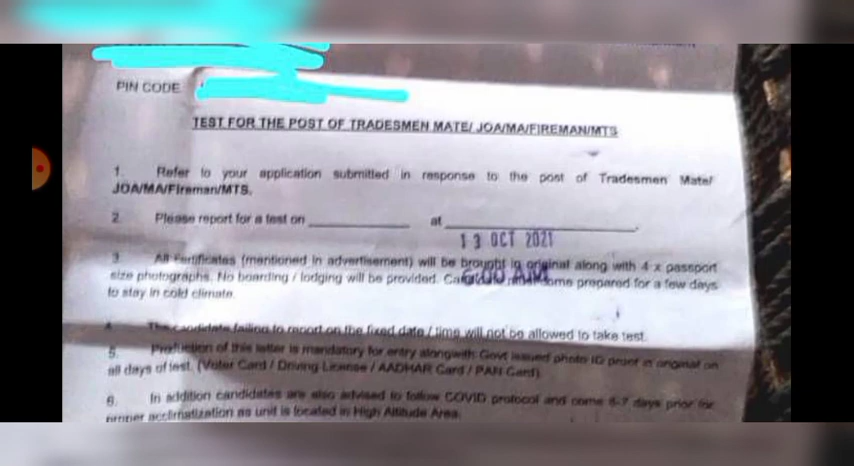 PIN CODE
TEST FOR THE POST OF TRADESMEN MATE/ JOA/MA/FIREMAN/MTS
1. Refer to your application submitted in response to the post of Tradesmen Mate/
JOA/MA/Fireman/MTS.
2. Please report for a test on ____________ at ____________.
13 OCT 2021
3. All certificates (mentioned in advertisement) will be brought in original along with 4 x passport
6:00 AM
size photographs. No boarding / lodging will be provided. come prepared for a few days
to stay in cold climate.
4. The candidate failing to report on the fixed date / time will not be allowed to take test.
5. Production of this letter is mandatory for entry alongwith Govt issued photo ID proof in original on
all days of test. (Voter Card / Driving License / AADHAR Card / PAN Card)
6. In addition candidates are also advised to follow COVID protocol and come 6-7 days prior for
proper acclimatization as unit is located in High Altitude Area.